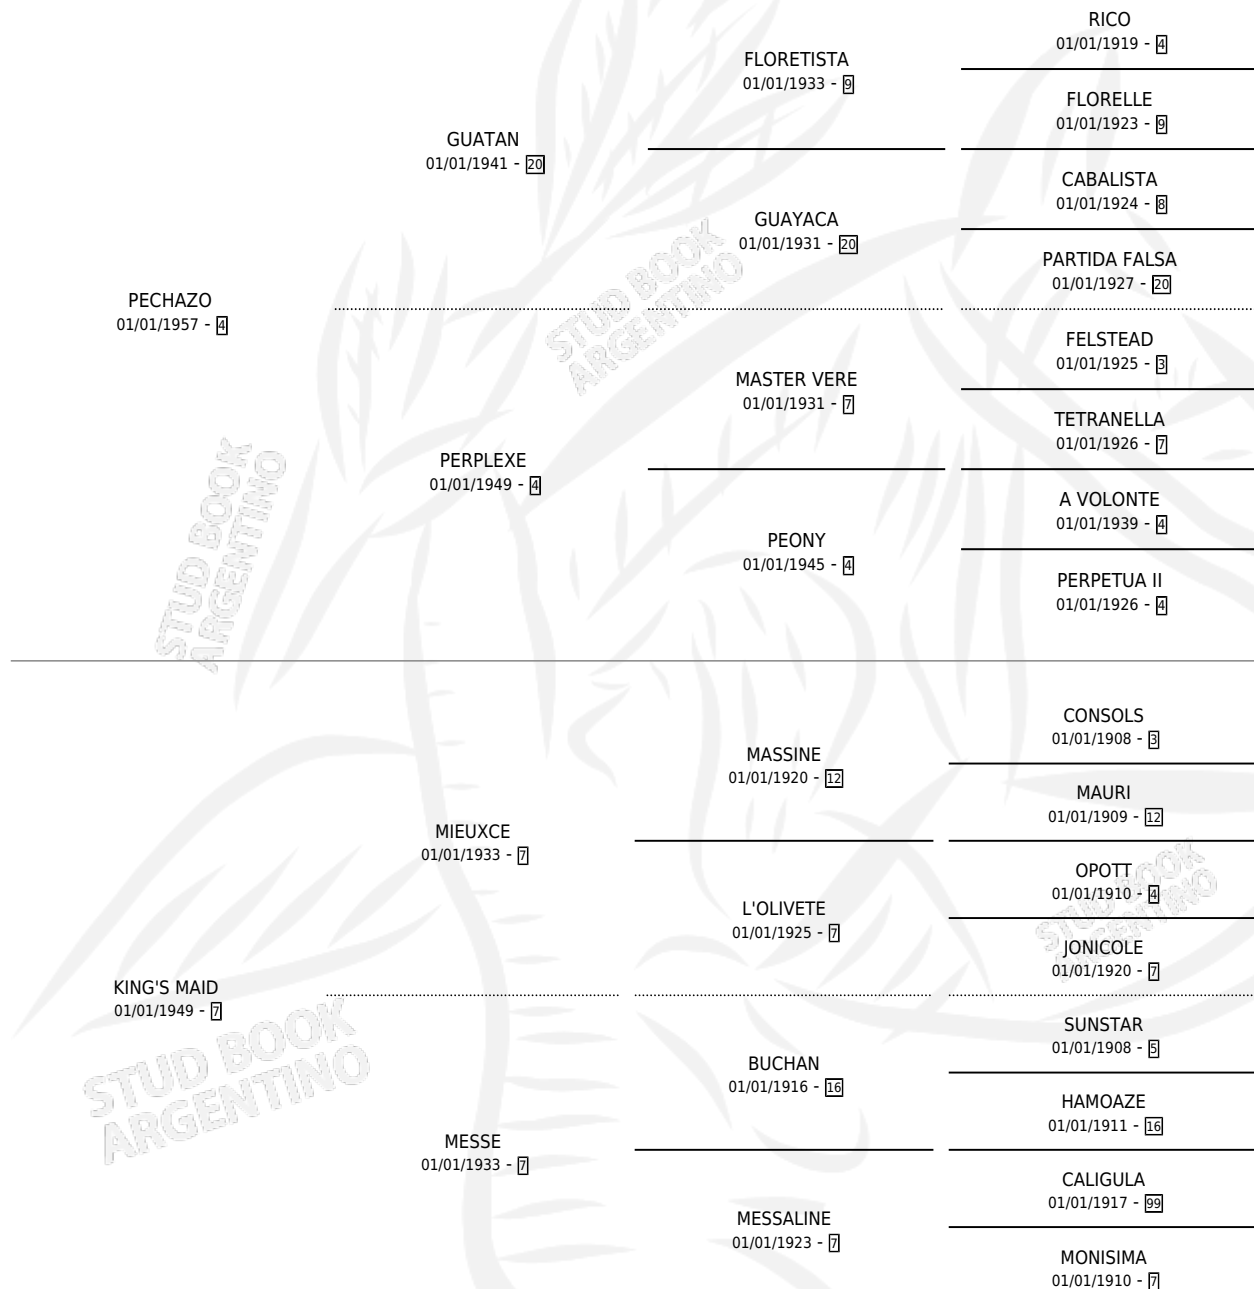 RICO
01/01/1919 - 4
FLORETISTA
01/01/1933 - 9
FLORELLE
01/01/1923 - 9
GUATAN
01/01/1941 - 20
CABALISTA
01/01/1924 - 8
GUAYACA
01/01/1931 - 20
PARTIDA FALSA
01/01/1927 - 20
PECHAZO
01/01/1957 - 4
FELSTEAD
01/01/1925 - 3
MASTER VERE
01/01/1931 - 7
TETRANELLA
01/01/1926 - 7
PERPLEXE
01/01/1949 - 4
A VOLONTE
01/01/1939 - 4
PEONY
01/01/1945 - 4
PERPETUA II
01/01/1926 - 4
CONSOLS
01/01/1908 - 3
MASSINE
01/01/1920 - 12
MAURI
01/01/1909 - 12
MIEUXCE
01/01/1933 - 7
OPOTT
01/01/1910 - 4
L'OLIVETE
01/01/1925 - 7
JONICOLE
01/01/1920 - 7
KING'S MAID
01/01/1949 - 7
SUNSTAR
01/01/1908 - 5
BUCHAN
01/01/1916 - 16
HAMOAZE
01/01/1911 - 16
MESSE
01/01/1933 - 7
CALIGULA
01/01/1917 - 99
MESSALINE
01/01/1923 - 7
MONISIMA
01/01/1910 - 7
STUD BOOK
ARGENTINO
STUD BOOK
ARGENTINO
STUD BOOK
ARGENTINO
STUD BOOK
ARGENTINO